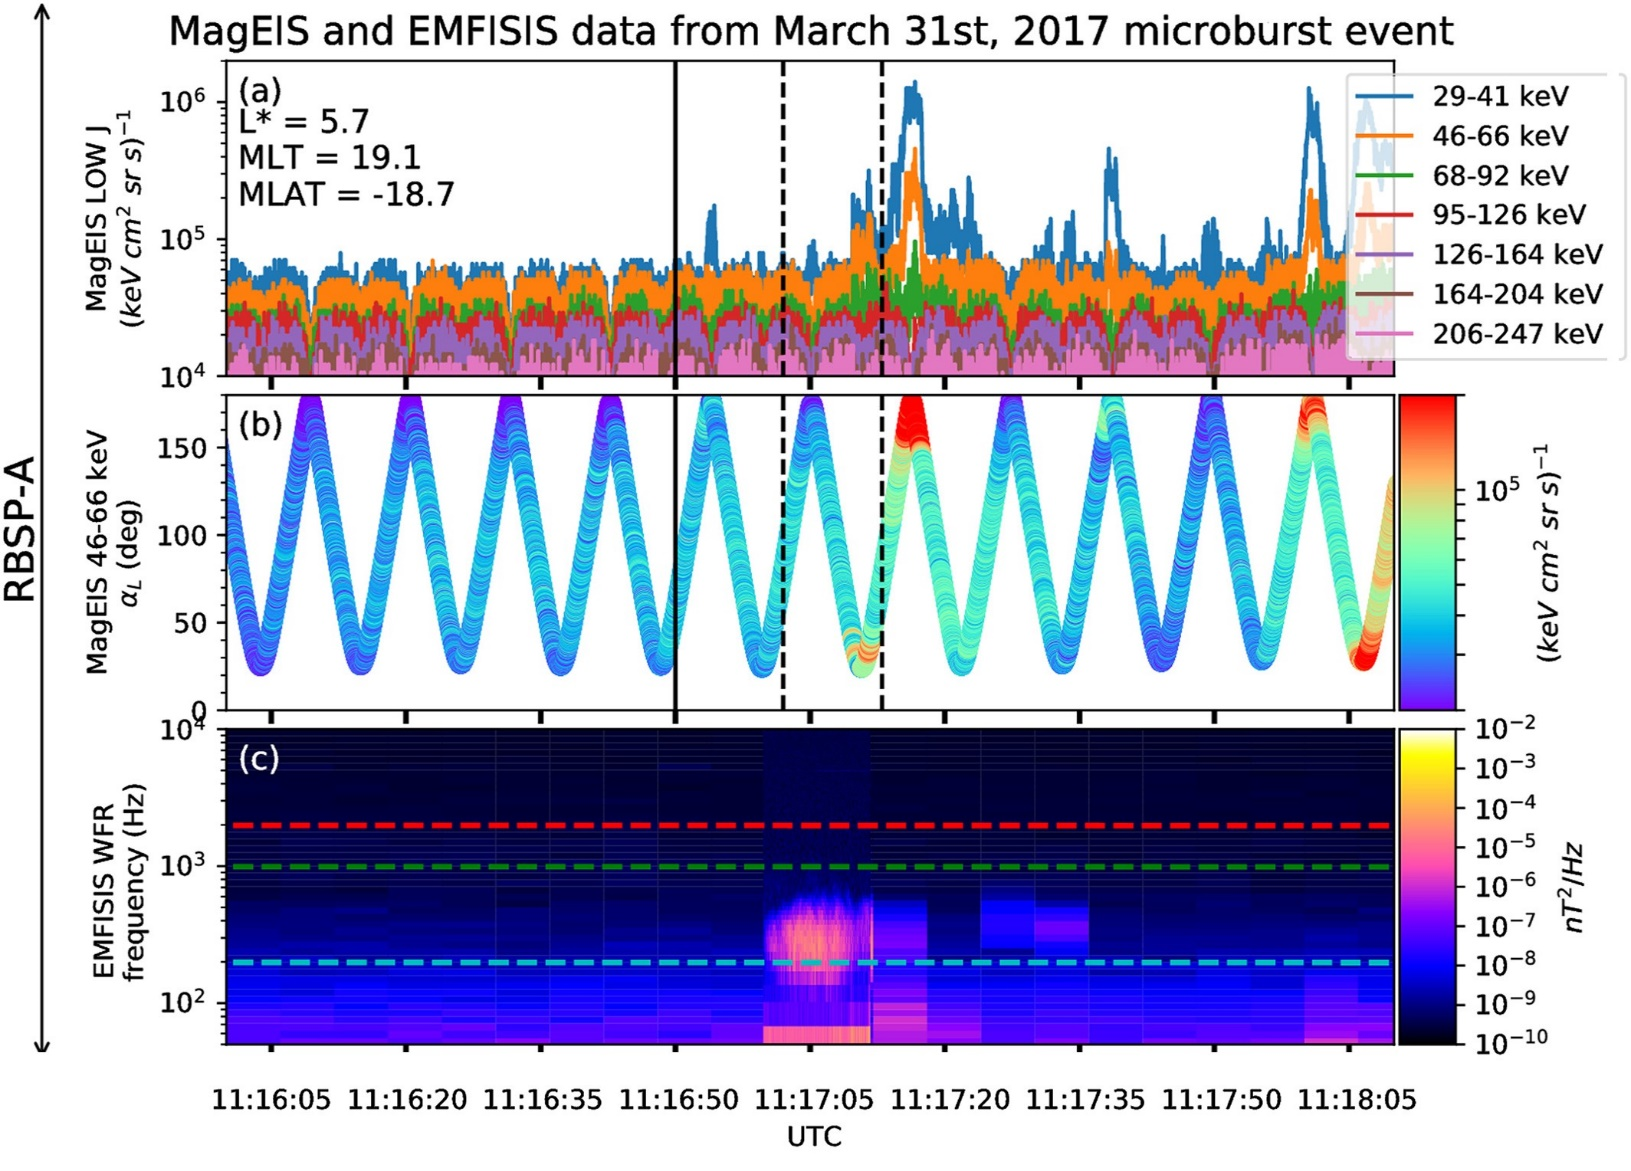 MagEIS and EMFISIS data from March 31st, 2017 microburst event
RBSP-A
MagEIS LOW J
(keV cm² sr s)⁻¹
10⁶
10⁵
10⁴
(a)
L* = 5.7
MLT = 19.1
MLAT = -18.7
29-41 keV
46-66 keV
68-92 keV
95-126 keV
126-164 keV
164-204 keV
206-247 keV
MagEIS 46-66 keV
α_L (deg)
150
100
50
0
(b)
10⁵
(keV cm² sr s)⁻¹
EMFISIS WFR
frequency (Hz)
10⁴
10³
10²
(c)
10⁻²
10⁻³
10⁻⁴
10⁻⁵
10⁻⁶
10⁻⁷
10⁻⁸
10⁻⁹
10⁻¹⁰
nT²/Hz
11:16:05 11:16:20 11:16:35 11:16:50 11:17:05 11:17:20 11:17:35 11:17:50 11:18:05
UTC